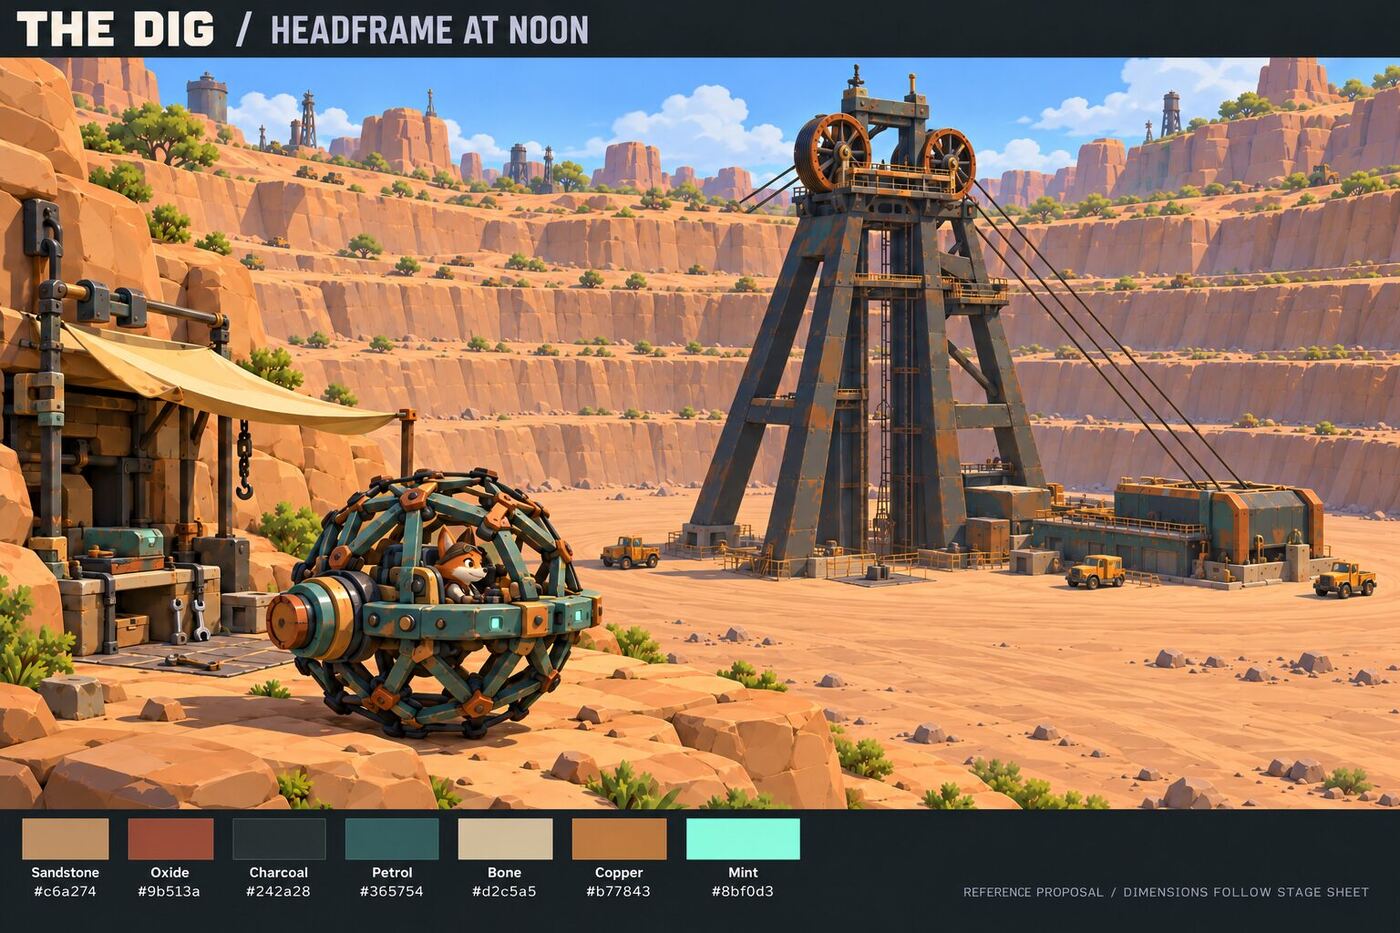 THE DIG / HEADFRAME AT NOON
Sandstone
#c6a274
Oxide
#9b513a
Charcoal
#242a28
Petrol
#365754
Bone
#d2c5a5
Copper
#b77843
Mint
#8bf0d3
REFERENCE PROPOSAL / DIMENSIONS FOLLOW STAGE SHEET